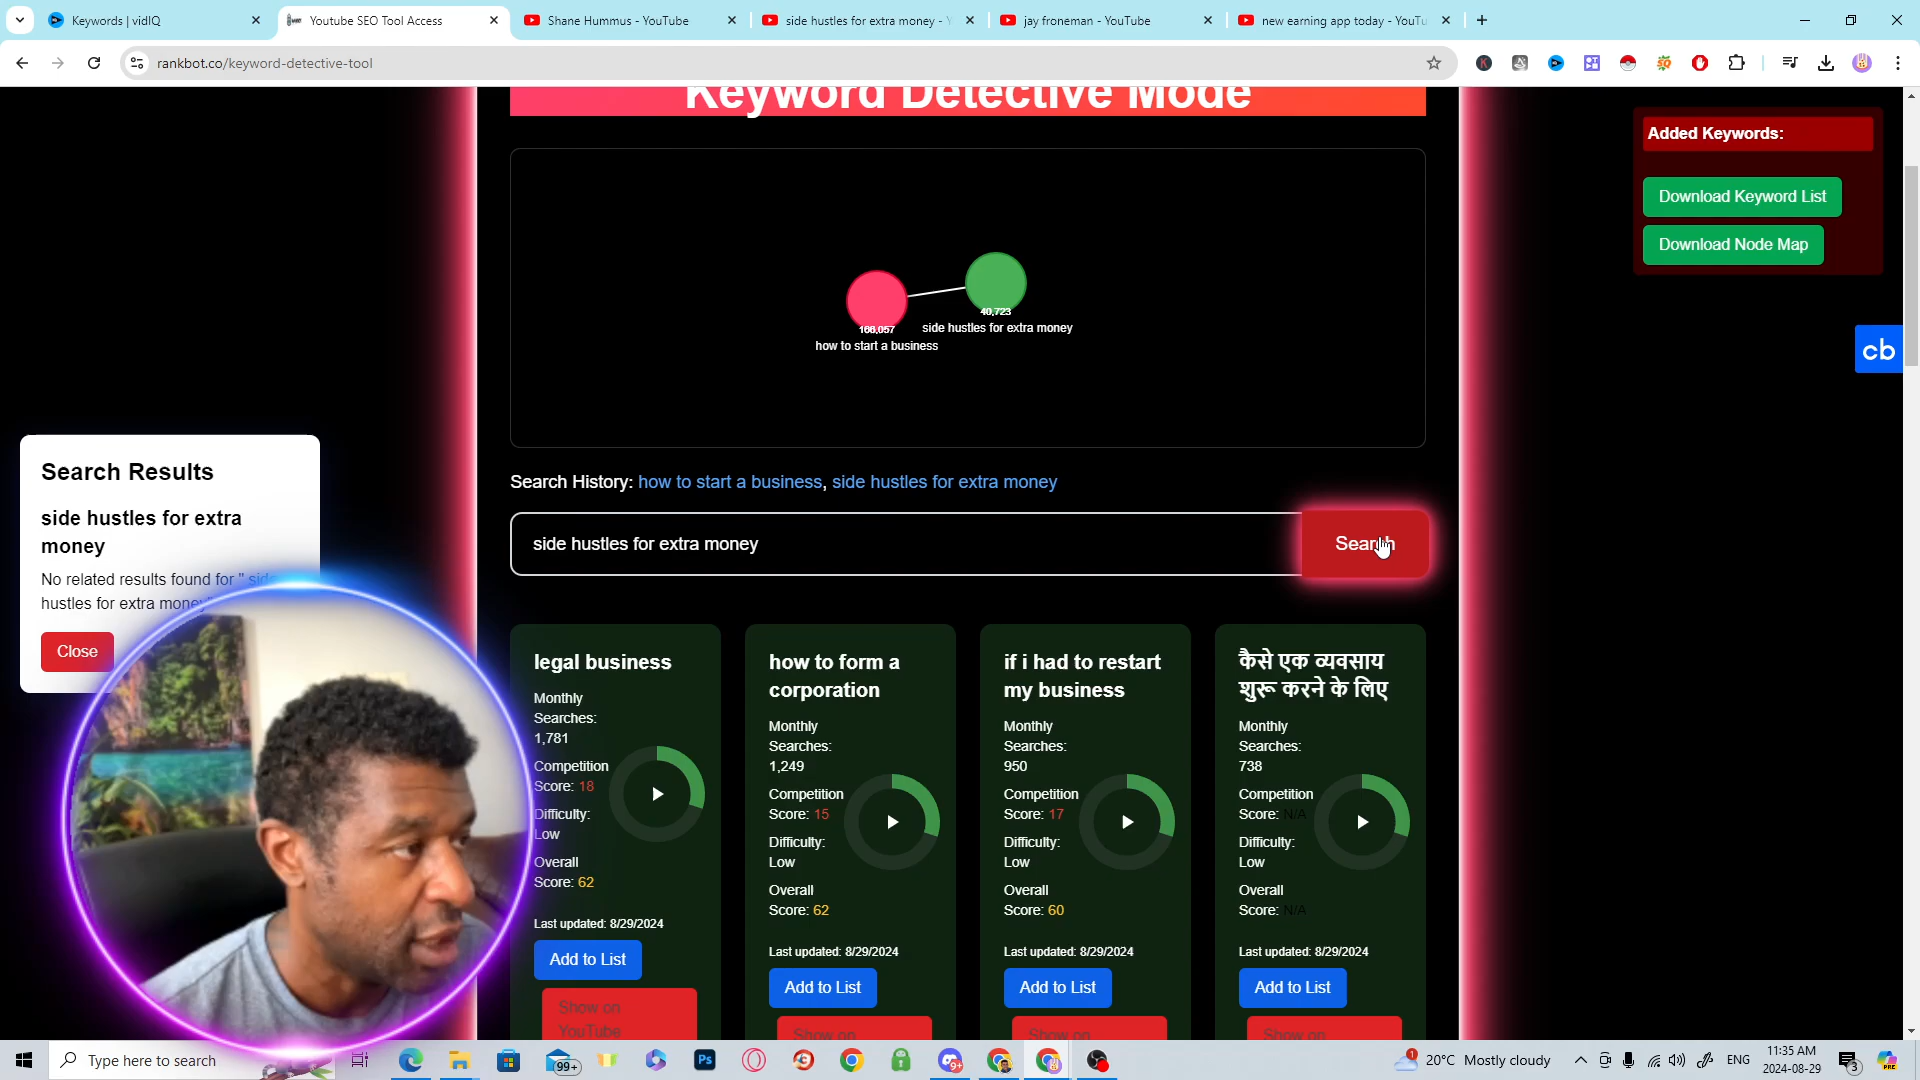 Keywords | vidIQ
Youtube SEO Tool Access
Shane Hummus - YouTube
side hustles for extra money - Y
jay froneman - YouTube
new earning app today - YouTu
rankbot.co/keyword-detective-tool
Keyword Detective Mode
Added Keywords:
Download Keyword List
Download Node Map
40,723
side hustles for extra money
how to start a business
cb
Search History: how to start a business, side hustles for extra money
side hustles for extra money
Search
Search Results
side hustles for extra
money
No related results found for " side
hustles for extra money"
Close
legal business
Monthly
Searches:
1,781
Competition
Score: 18
Difficulty:
Low
Overall
Score: 62
Last updated: 8/29/2024
Add to List
Show on
YouTube
how to form a
corporation
Monthly
Searches:
1,249
Competition
Score: 15
Difficulty:
Low
Overall
Score: 62
Last updated: 8/29/2024
Add to List
Show on
if i had to restart
my business
Monthly
Searches:
950
Competition
Score: 17
Difficulty:
Low
Overall
Score: 60
Last updated: 8/29/2024
Add to List
Show on
कैसे एक व्यवसाय
शुरू करने के लिए
Monthly
Searches:
738
Competition
Score: N/A
Difficulty:
Low
Overall
Score: N/A
Last updated: 8/29/2024
Add to List
Show on
Type here to search
99+
Ps
9+
1
20°C Mostly cloudy
ENG
11:35 AM
2024-08-29
3
PRE